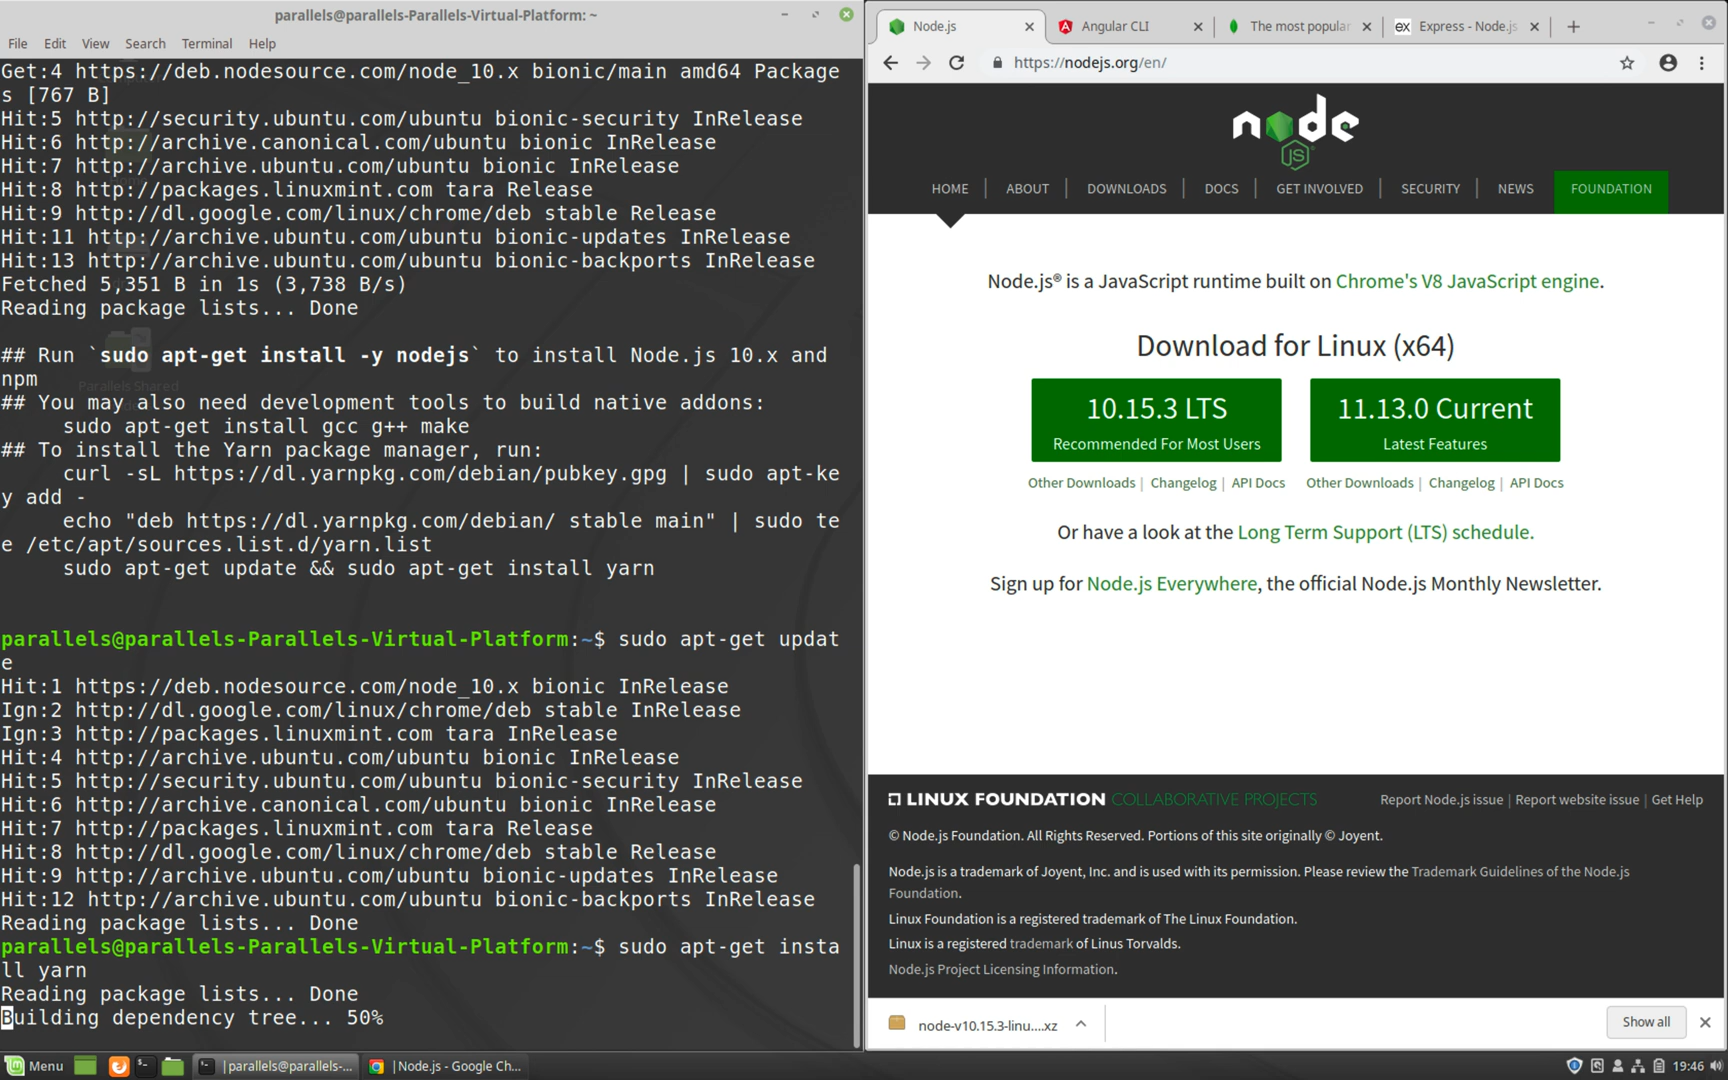 parallels@parallels-Parallels-Virtual-Platform: ~
File Edit View Search Terminal Help
Get:4 https://deb.nodesource.com/node_10.x bionic/main amd64 Package
s [767 B]
Hit:5 http://security.ubuntu.com/ubuntu bionic-security InRelease
Hit:6 http://archive.canonical.com/ubuntu bionic InRelease
Hit:7 http://archive.ubuntu.com/ubuntu bionic InRelease
Hit:8 http://packages.linuxmint.com tara Release
Hit:9 http://dl.google.com/linux/chrome/deb stable Release
Hit:11 http://archive.ubuntu.com/ubuntu bionic-updates InRelease
Hit:13 http://archive.ubuntu.com/ubuntu bionic-backports InRelease
Fetched 5,351 B in 1s (3,738 B/s)
Reading package lists... Done
## Run `sudo apt-get install -y nodejs` to install Node.js 10.x and
npm
Parallels Shared
## You may also need development tools to build native addons:
sudo apt-get install gcc g++ make
## To install the Yarn package manager, run:
curl -sL https://dl.yarnpkg.com/debian/pubkey.gpg | sudo apt-ke
y add -
echo "deb https://dl.yarnpkg.com/debian/ stable main" | sudo te
e /etc/apt/sources.list.d/yarn.list
sudo apt-get update && sudo apt-get install yarn
parallels@parallels-Parallels-Virtual-Platform:~$ sudo apt-get updat
e
Hit:1 https://deb.nodesource.com/node_10.x bionic InRelease
Ign:2 http://dl.google.com/linux/chrome/deb stable InRelease
Ign:3 http://packages.linuxmint.com tara InRelease
Hit:4 http://archive.ubuntu.com/ubuntu bionic InRelease
Hit:5 http://security.ubuntu.com/ubuntu bionic-security InRelease
Hit:6 http://archive.canonical.com/ubuntu bionic InRelease
Hit:7 http://packages.linuxmint.com tara Release
Hit:8 http://dl.google.com/linux/chrome/deb stable Release
Hit:9 http://archive.ubuntu.com/ubuntu bionic-updates InRelease
Hit:12 http://archive.ubuntu.com/ubuntu bionic-backports InRelease
Reading package lists... Done
parallels@parallels-Parallels-Virtual-Platform:~$ sudo apt-get insta
ll yarn
Reading package lists... Done
Building dependency tree... 50%
Node.js Angular CLI The most popular ex Express - Node.js
https://nodejs.org/en/
node
JS
HOME | ABOUT | DOWNLOADS | DOCS | GET INVOLVED | SECURITY | NEWS FOUNDATION
Node.js® is a JavaScript runtime built on Chrome's V8 JavaScript engine.
Download for Linux (x64)
10.15.3 LTS
Recommended For Most Users
11.13.0 Current
Latest Features
Other Downloads | Changelog | API Docs Other Downloads | Changelog | API Docs
Or have a look at the Long Term Support (LTS) schedule.
Sign up for Node.js Everywhere, the official Node.js Monthly Newsletter.
LINUX FOUNDATION COLLABORATIVE PROJECTS
Report Node.js issue | Report website issue | Get Help
© Node.js Foundation. All Rights Reserved. Portions of this site originally © Joyent.
Node.js is a trademark of Joyent, Inc. and is used with its permission. Please review the Trademark Guidelines of the Node.js
Foundation.
Linux Foundation is a registered trademark of The Linux Foundation.
Linux is a registered trademark of Linus Torvalds.
Node.js Project Licensing Information.
node-v10.15.3-linu....xz Show all
Menu |parallels@parallels-... |Node.js - Google Ch... 19:46